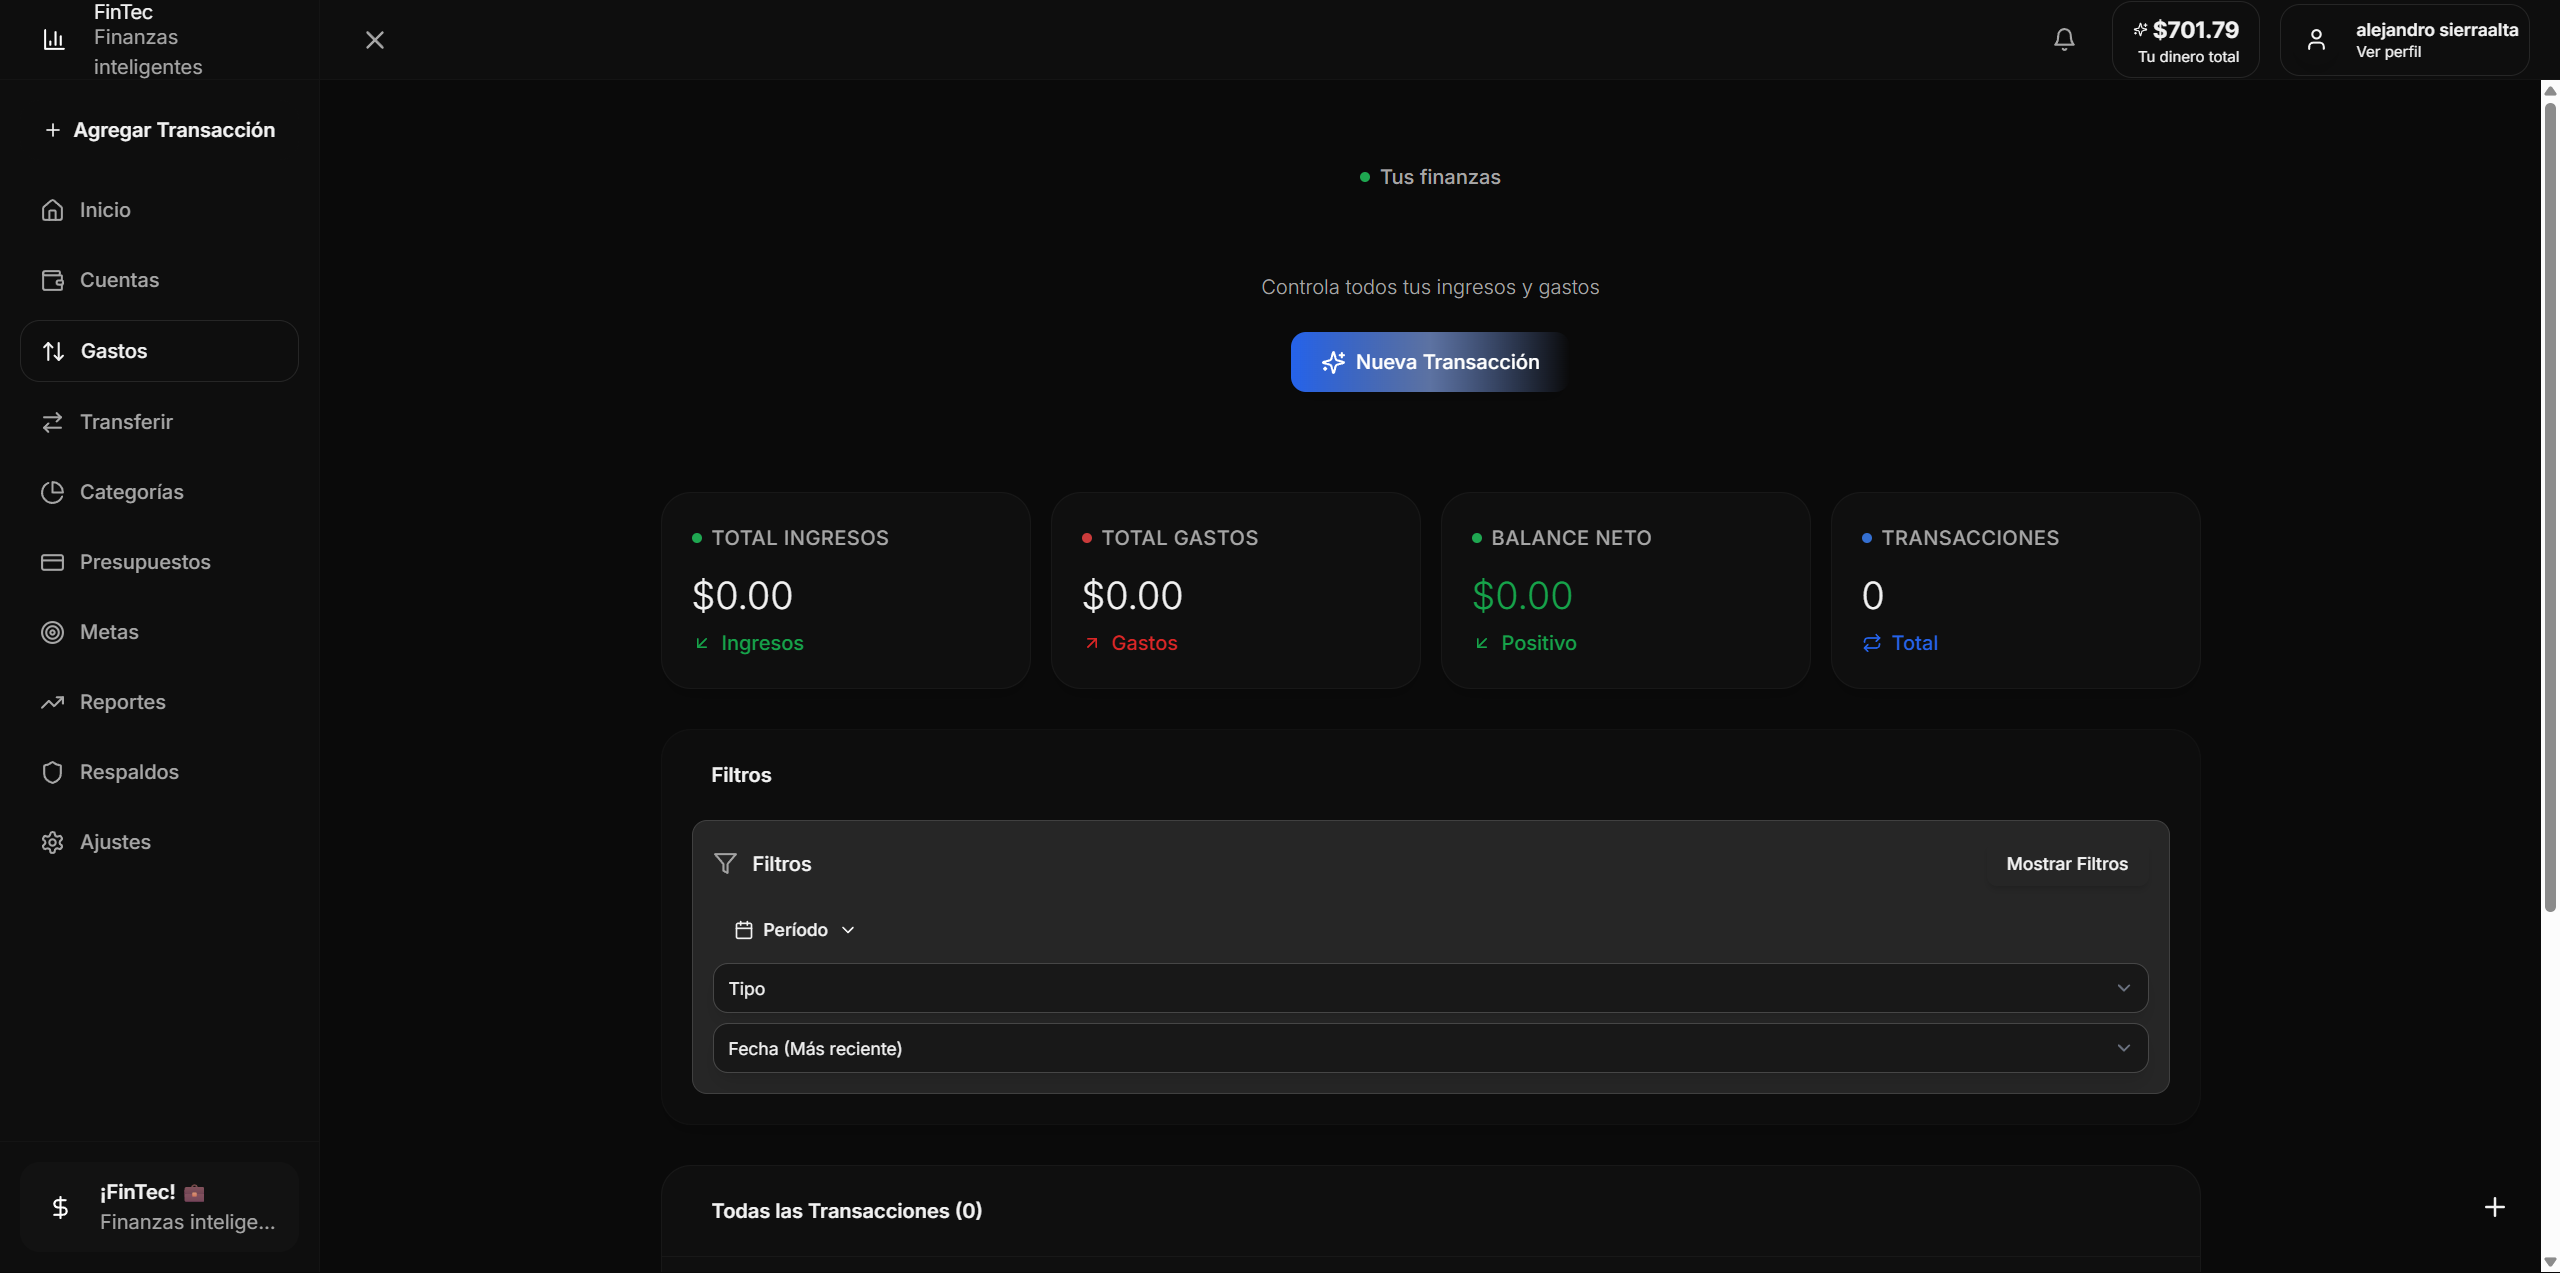 FinTec
Finanzas
inteligentes
$701.79
Tu dinero total
alejandro sierraalta
Ver perfil
Agregar Transacción
Inicio
Cuentas
Gastos
Transferir
Categorías
Presupuestos
Metas
Reportes
Respaldos
Ajustes
¡FinTec! 💼
Finanzas intelige...
Tus finanzas
Controla todos tus ingresos y gastos
Nueva Transacción
TOTAL INGRESOS
$0.00
Ingresos
TOTAL GASTOS
$0.00
Gastos
BALANCE NETO
$0.00
Positivo
TRANSACCIONES
0
Total
Filtros
Filtros
Mostrar Filtros
Período
Tipo
Fecha (Más reciente)
Todas las Transacciones (0)